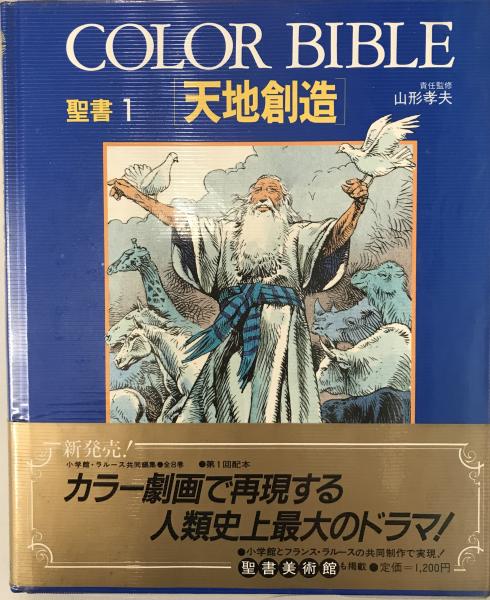 COLOR BIBLE
聖書 1 「天地創造」
責任監修
山形孝夫
新発売!
小学館・ラルース共同編集●全8巻 ●第1回配本
カラー劇画で再現する
人類史上最大のドラマ!
●小学館とフランス・ラルースの共同制作で実現!
聖書美術館も掲載 ●定価=1,200円